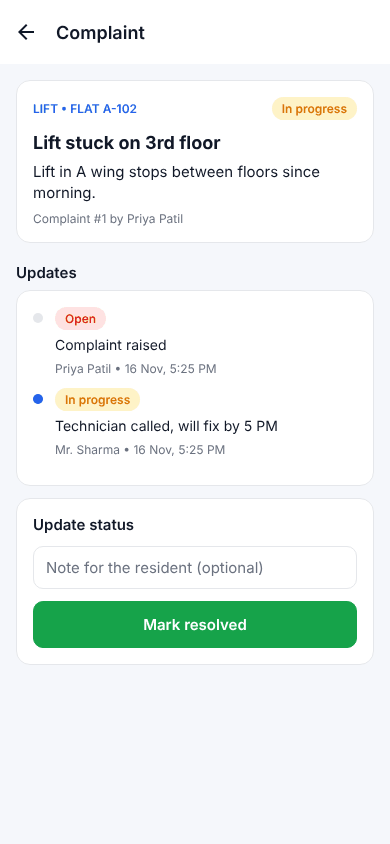 Complaint
LIFT • FLAT A-102
In progress
Lift stuck on 3rd floor
Lift in A wing stops between floors since
morning.
Complaint #1 by Priya Patil
Updates
Open
Complaint raised
Priya Patil • 16 Nov, 5:25 PM
In progress
Technician called, will fix by 5 PM
Mr. Sharma • 16 Nov, 5:25 PM
Update status
Note for the resident (optional)
Mark resolved